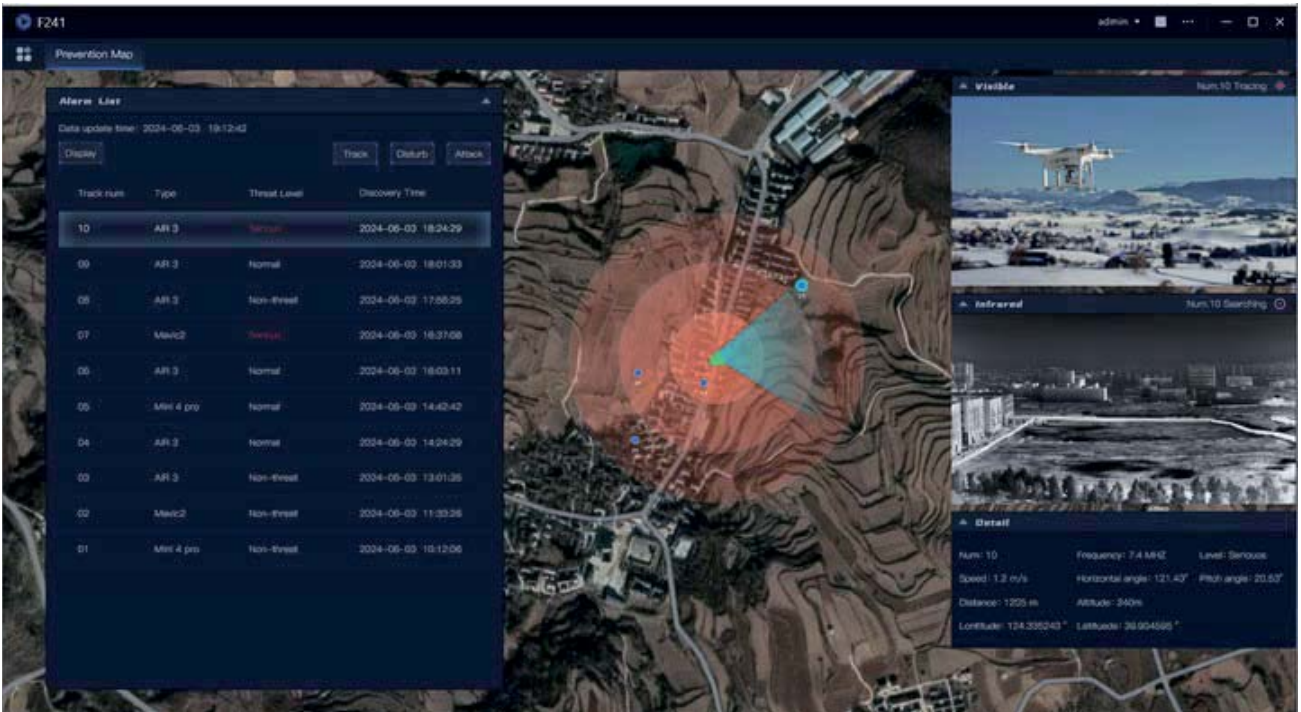 F241
admin
Prevention Map
Alarm List
Data update time: 2024-06-03 19:12:42
Display Track Disturb Attack
Track num Type Threat Level Discovery Time
10 AIR 3 2024-06-03 18:24:29
09 AIR 3 Normal 2024-06-03 18:01:33
08 AIR 3 Non-threat 2024-06-03 17:56:25
07 Mavic2 2024-06-03 16:37:08
06 AIR 3 Normal 2024-06-03 16:03:11
05 Mini 4 pro Normal 2024-06-03 14:42:42
04 AIR 3 Normal 2024-06-03 14:24:29
03 AIR 3 Non-threat 2024-06-03 13:01:35
02 Mavic2 Non-threat 2024-06-03 11:33:26
01 Mini 4 pro Non-threat 2024-06-03 10:12:06
Visible Num.10 Tracing
Infrared Num.10 Searching
Detail
Num: 10 Frequency: 7.4 MHZ Level: Seriouos
Speed: 1.2 m/s Horizontal angle: 121.43° Pitch angle: 20.53°
Distance: 1205 m Altitude: 340m
Lontitude: 124.335243 ° Latitueds: 39.904595 °